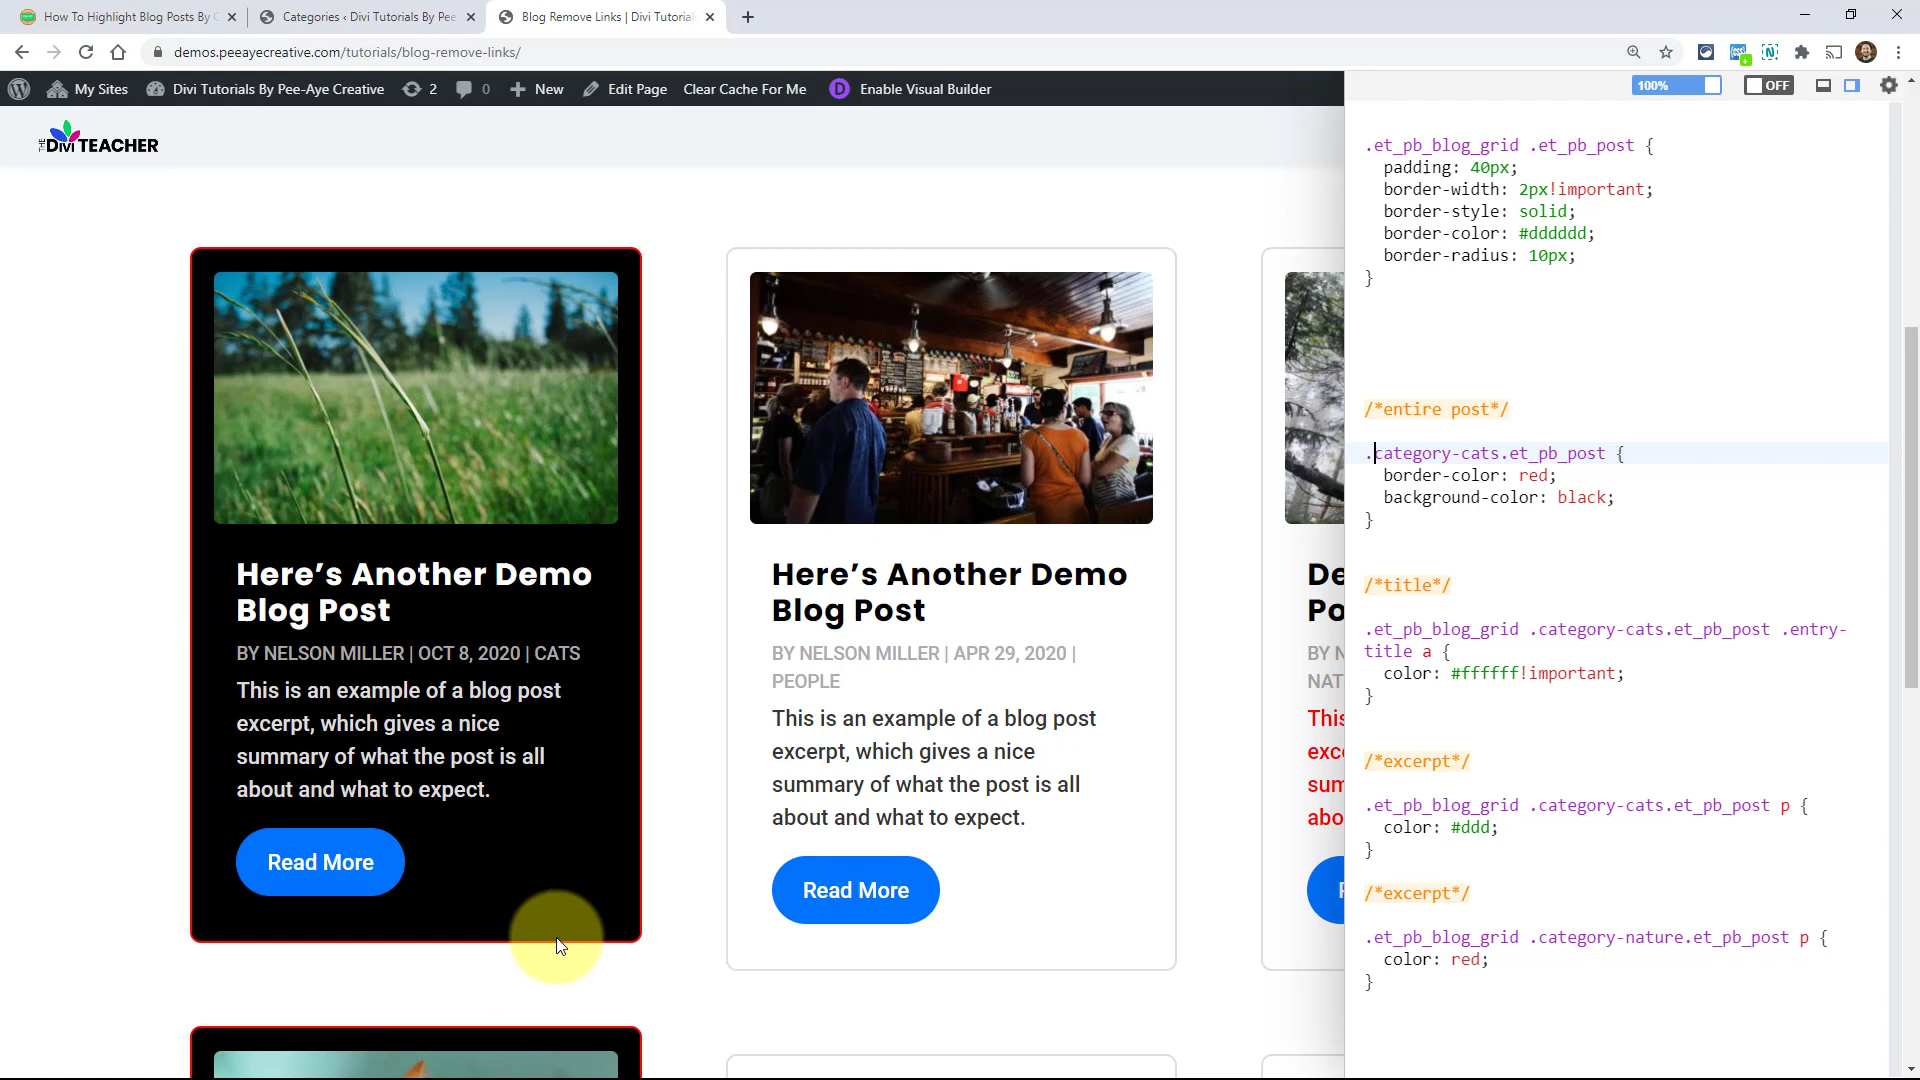 How To Highlight Blog Posts By C
Categories ‹ Divi Tutorials By Pee
Blog Remove Links | Divi Tutorial
demos.peeayecreative.com/tutorials/blog-remove-links/
My Sites
Divi Tutorials By Pee-Aye Creative
2
0
New
Edit Page
Clear Cache For Me
D
Enable Visual Builder
100%
OFF
THE DIVI TEACHER
Here’s Another Demo
Blog Post
BY NELSON MILLER | OCT 8, 2020 | CATS
This is an example of a blog post
excerpt, which gives a nice
summary of what the post is all
about and what to expect.
Read More
Here’s Another Demo
Blog Post
BY NELSON MILLER | APR 29, 2020 |
PEOPLE
This is an example of a blog post
excerpt, which gives a nice
summary of what the post is all
about and what to expect.
Read More
De
Po
BY N
NAT
This
exce
sum
abo
.et_pb_blog_grid .et_pb_post {
padding: 40px;
border-width: 2px!important;
border-style: solid;
border-color: #dddddd;
border-radius: 10px;
}
/*entire post*/
.category-cats.et_pb_post {
border-color: red;
background-color: black;
}
/*title*/
.et_pb_blog_grid .category-cats.et_pb_post .entry-
title a {
color: #ffffff!important;
}
/*excerpt*/
.et_pb_blog_grid .category-cats.et_pb_post p {
color: #ddd;
}
/*excerpt*/
.et_pb_blog_grid .category-nature.et_pb_post p {
color: red;
}